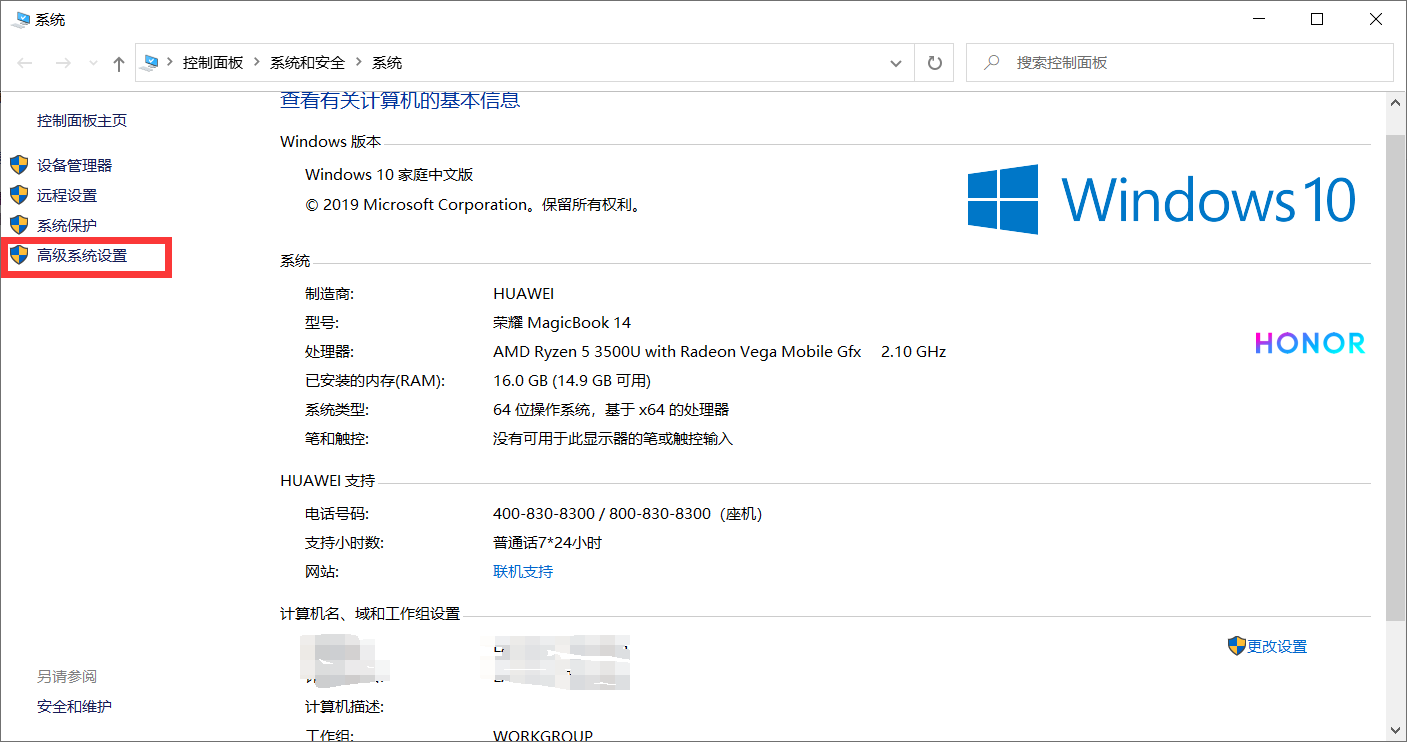 系统
控制面板 系统和安全 系统
搜索控制面板
控制面板主页
设备管理器
远程设置
系统保护
高级系统设置
查看有关计算机的基本信息
Windows 版本
Windows 10 家庭中文版
© 2019 Microsoft Corporation。保留所有权利。
Windows 10
系统
制造商: HUAWEI
型号: 荣耀 MagicBook 14
处理器: AMD Ryzen 5 3500U with Radeon Vega Mobile Gfx 2.10 GHz
已安装的内存(RAM): 16.0 GB (14.9 GB 可用)
系统类型: 64 位操作系统，基于 x64 的处理器
笔和触控: 没有可用于此显示器的笔或触控输入
HONOR
HUAWEI 支持
电话号码: 400-830-8300 / 800-830-8300（座机）
支持小时数: 普通话7*24小时
网站: 联机支持
计算机名、域和工作组设置
更改设置
计算机描述:
工作组: WORKGROUP
另请参阅
安全和维护